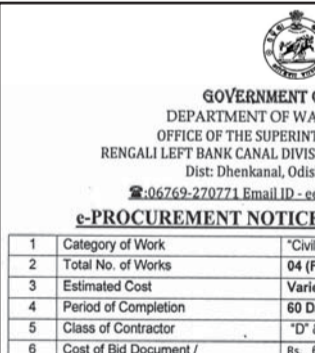 GOVERNMENT
DEPARTMENT OF WA
OFFICE OF THE SUPERINT
RENGALI LEFT BANK CANAL DIVIS
Dist: Dhenkanal, Odis
☎:06769-270771 Email ID - e
e-PROCUREMENT NOTICE
1 Category of Work "Civil
2 Total No. of Works 04 (F
3 Estimated Cost Varie
4 Period of Completion 60 D
5 Class of Contractor "D"
6 Cost of Bid Document / Rs.